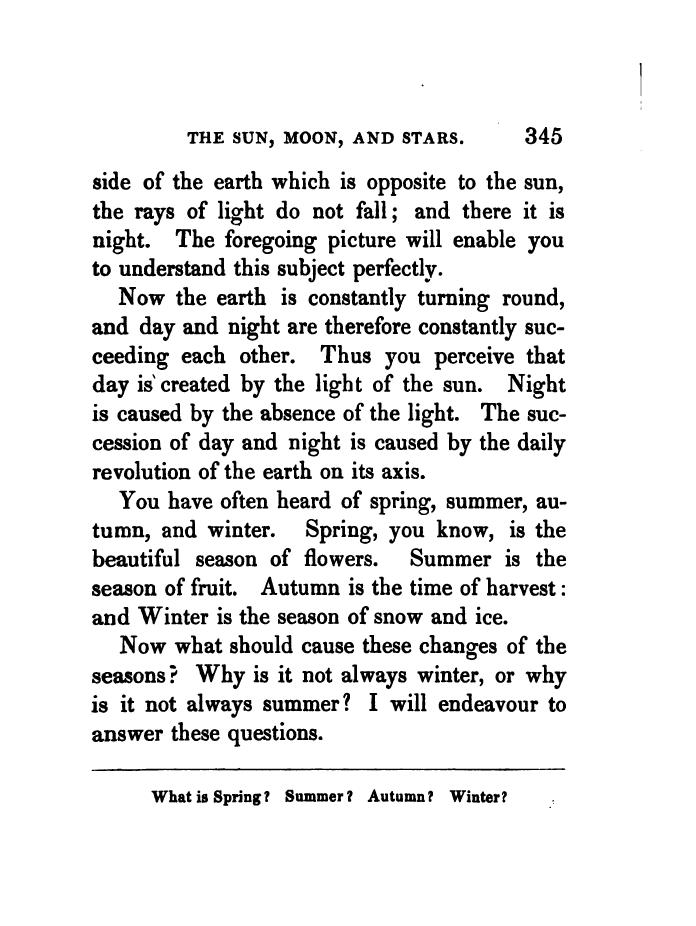 THE SUN, MOON, AND STARS. 345
side of the earth which is opposite to the sun,
the rays of light do not fall; and there it is
night. The foregoing picture will enable you
to understand this subject perfectly.
Now the earth is constantly turning round,
and day and night are therefore constantly suc-
ceeding each other. Thus you perceive that
day is created by the light of the sun. Night
is caused by the absence of the light. The suc-
cession of day and night is caused by the daily
revolution of the earth on its axis.
You have often heard of spring, summer, au-
tumn, and winter. Spring, you know, is the
beautiful season of flowers. Summer is the
season of fruit. Autumn is the time of harvest:
and Winter is the season of snow and ice.
Now what should cause these changes of the
seasons? Why is it not always winter, or why
is it not always summer? I will endeavour to
answer these questions.
What is Spring? Summer? Autumn? Winter?